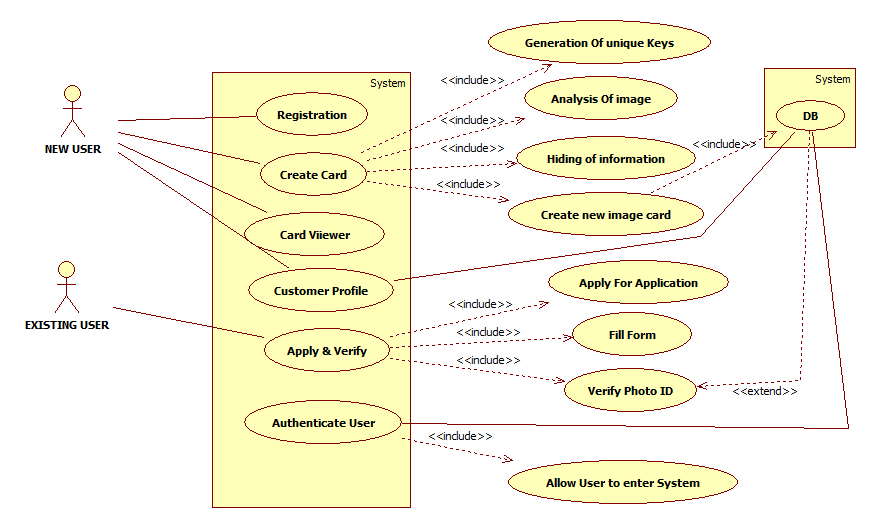 Generation Of unique Keys
System
System
<<include>>
NEW USER
Registration
Analysis Of image
DB
<<include>>
<<include>>
<<include>>
Hiding of information
Create Card
<<include>>
Create new image card
Card Viiewer
EXISTING USER
Customer Profile
Apply For Application
<<include>>
<<include>>
Fill Form
Apply & Verify
<<include>>
Verify Photo ID
<<extend>>
Authenticate User
<<include>>
Allow User to enter System